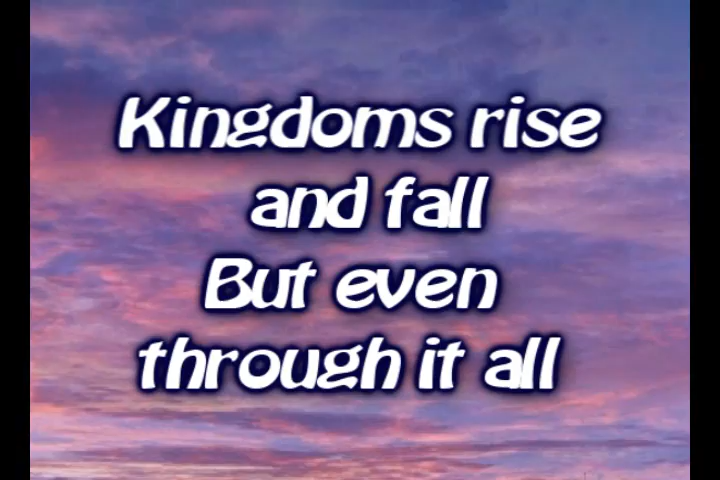 Kingdoms rise
and fall
But even
through it all